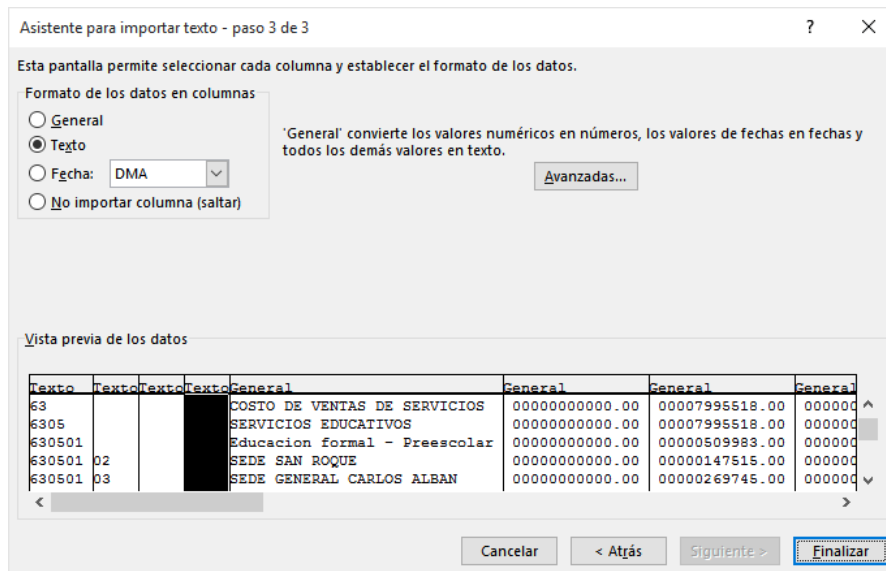 Asistente para importar texto - paso 3 de 3 ?
Esta pantalla permite seleccionar cada columna y establecer el formato de los datos.
Formato de los datos en columnas
General
Texto
Fecha: DMA
No importar columna (saltar)
'General' convierte los valores numéricos en números, los valores de fechas en fechas y
todos los demás valores en texto.
Avanzadas...
Vista previa de los datos
Texto Texto Texto Texto General General General General
63 COSTO DE VENTAS DE SERVICIOS 00000000000.00 00007995518.00 000000
6305 SERVICIOS EDUCATIVOS 00000000000.00 00007995518.00 000000
630501 Educacion formal - Preescolar 00000000000.00 00000509983.00 000000
630501 02 SEDE SAN ROQUE 00000000000.00 00000147515.00 000000
630501 03 SEDE GENERAL CARLOS ALBAN 00000000000.00 00000269745.00 000000
Cancelar < Atrás Siguiente > Finalizar